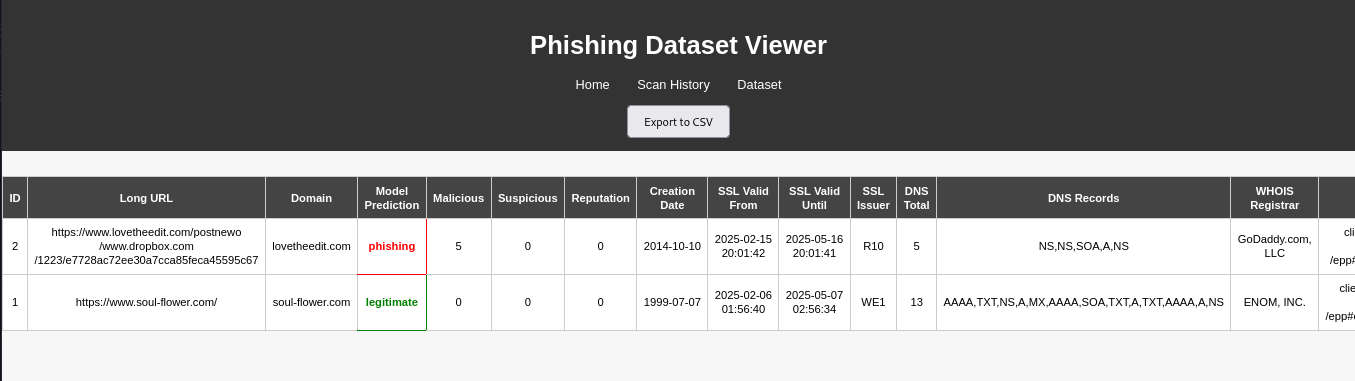 Phishing Dataset Viewer
Home Scan History Dataset
Export to CSV
ID Long URL Domain Model Prediction Malicious Suspicious Reputation Creation Date SSL Valid From SSL Valid Until SSL Issuer DNS Total DNS Records WHOIS Registrar
2 https://www.lovetheedit.com/postnewo
/www.dropbox.com
/1223/e7728ac72ee30a7cca85feca45595c67 lovetheedit.com phishing 5 0 0 2014-10-10 2025-02-15 20:01:42 2025-05-16 20:01:41 R10 5 NS,NS,SOA,A,NS GoDaddy.com, LLC cli
/epp#
1 https://www.soul-flower.com/ soul-flower.com legitimate 0 0 0 1999-07-07 2025-02-06 01:56:40 2025-05-07 02:56:34 WE1 13 AAAA,TXT,NS,A,MX,AAAA,SOA,TXT,A,TXT,AAAA,A,NS ENOM, INC. clie
/epp#